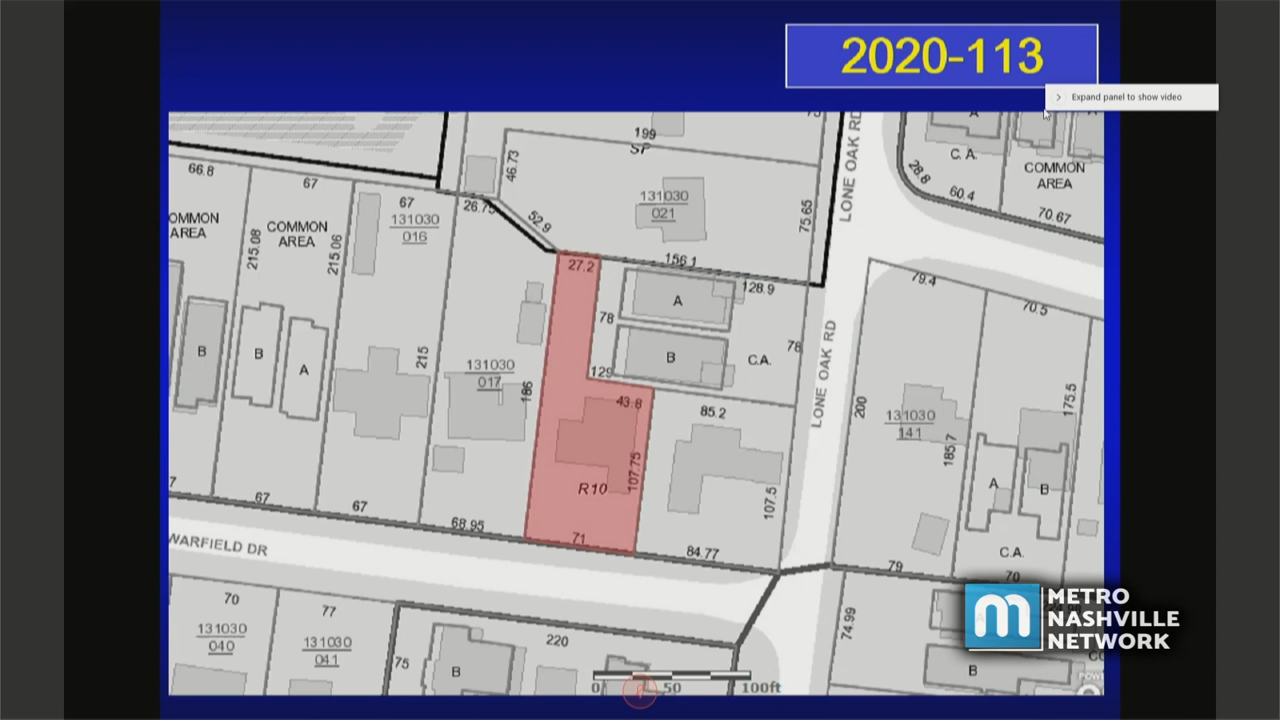 2020-113
Expand panel to show video
199
SP
46.73
66.8
67
67
131030
016
26.75
52.9
131030
021
75.65
LONE OAK RD
A
C. A.
28.8
60.4
COMMON
AREA
70.67
COMMON
AREA
215.08
215.06
27.2
156.1
128.9
A
78
78
79.4
70.5
B
B
A
215
131030
017
186
129
B
C.A.
LONE OAK RD
43.8
85.2
200
131030
141
185.7
175.5
107.75
R10
107.5
A
B
67
67
68.95
71
84.77
79
C.A.
70
WARFIELD DR
70
131030
040
77
131030
041
75
B
220
74.99
B
0
50
100ft
METRO
NASHVILLE
NETWORK